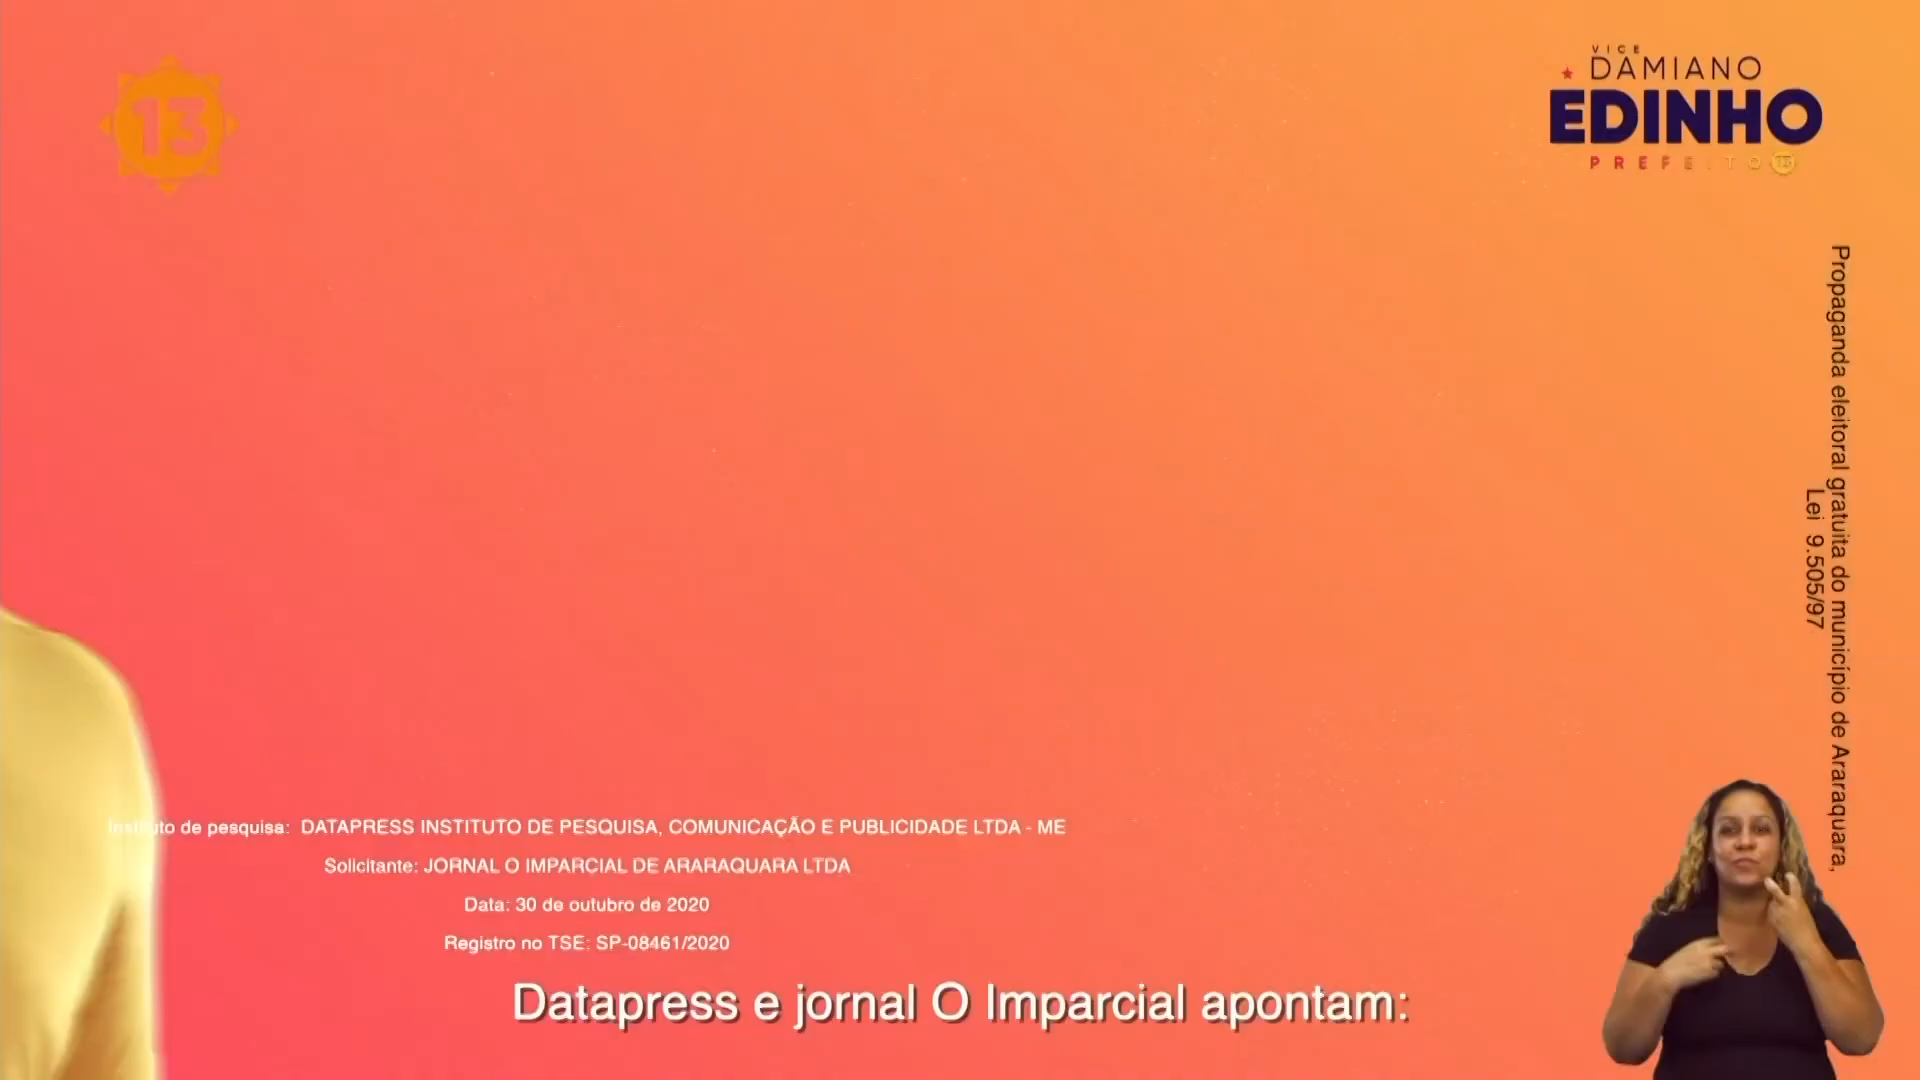 13
VICE
DAMIANO
EDINHO
PREFEITO 13
Propaganda eleitoral gratuita do município de Araraquara,
Lei 9.505/97
Instituto de pesquisa: DATAPRESS INSTITUTO DE PESQUISA, COMUNICAÇÃO E PUBLICIDADE LTDA - ME
Solicitante: JORNAL O IMPARCIAL DE ARARAQUARA LTDA
Data: 30 de outubro de 2020
Registro no TSE: SP-08461/2020
Datapress e jornal O Imparcial apontam: